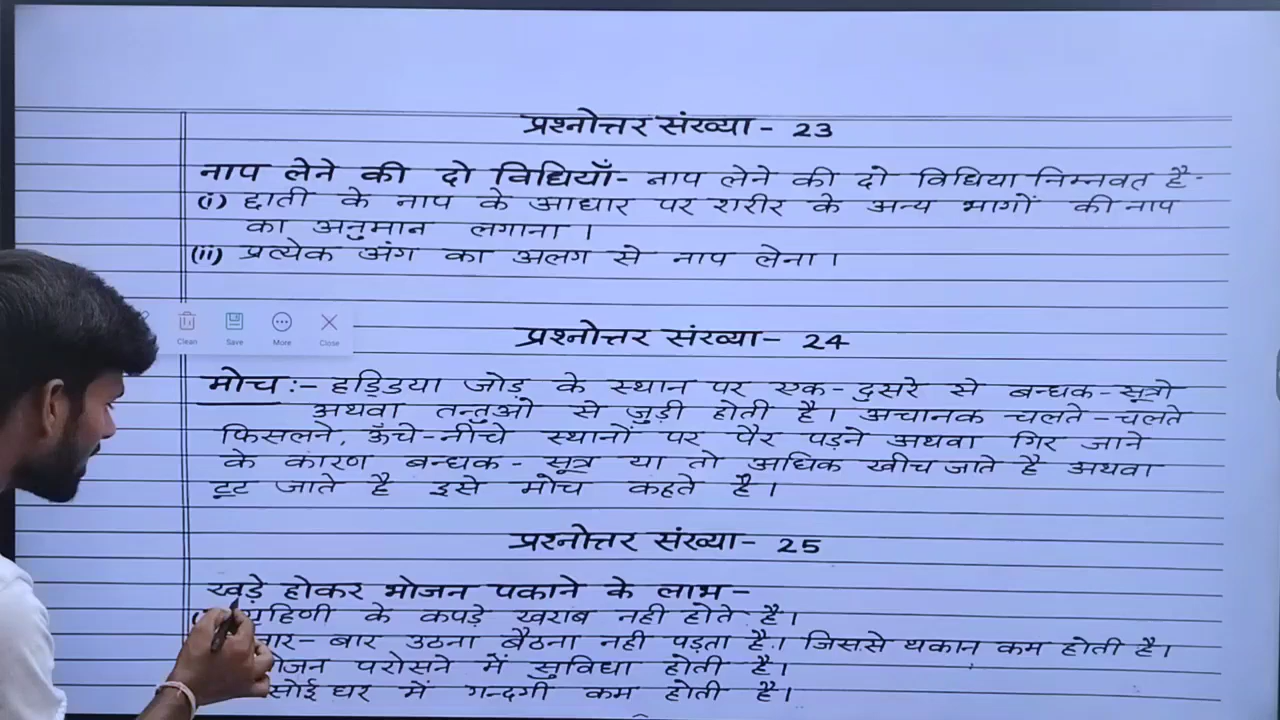 प्रश्नोत्तर संख्या - 23
नाप लेने की दो विधियाँ - नाप लेने की दो विधिया निम्नवत है -
(i) छाती के नाप के आधार पर शरीर के अन्य भागों की नाप
का अनुमान लगाना ।
(ii) प्रत्येक अंग का अलग से नाप लेना ।
Clean Save More Close
प्रश्नोत्तर संख्या - 24
मोच :- हड्डिया जोड़ के स्थान पर एक - दुसरे से बन्धक - सूत्रो
अथवा तन्तुओ से जुड़ी होती है । अचानक चलते - चलते
फिसलने, ऊँचे - नीचे स्थानों पर पैर पड़ने अथवा गिर जाने
के कारण बन्धक - सूत्र या तो अधिक खीच जाते है अथवा
टूट जाते है इसे मोच कहते है ।
प्रश्नोत्तर संख्या - 25
खड़े होकर भोजन पकाने के लाभ -
के कपड़े खराब नही होते है ।
बार उठना बैठना नही पड़ता है । जिससे थकान कम होती है ।
परोसने में सुविधा होती है ।
घर में गन्दगी कम होती है ।